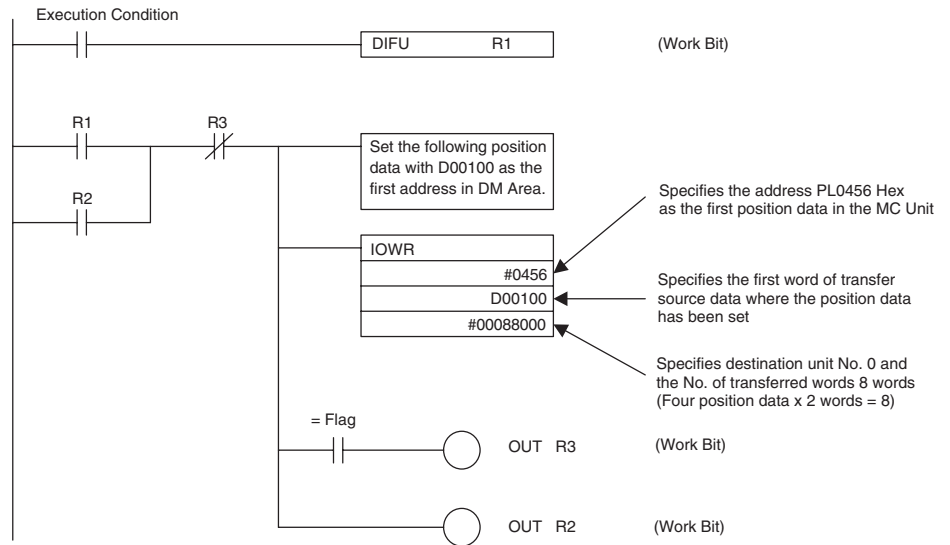 Execution Condition
DIFU R1
(Work Bit)
R1
R3
Set the following position
data with D00100 as the
first address in DM Area.
R2
Specifies the address PL0456 Hex
as the first position data in the MC Unit
IOWR
#0456
D00100
#00088000
Specifies the first word of transfer
source data where the position data
has been set
Specifies destination unit No. 0 and
the No. of transferred words 8 words
(Four position data x 2 words = 8)
= Flag
OUT R3
(Work Bit)
OUT R2
(Work Bit)